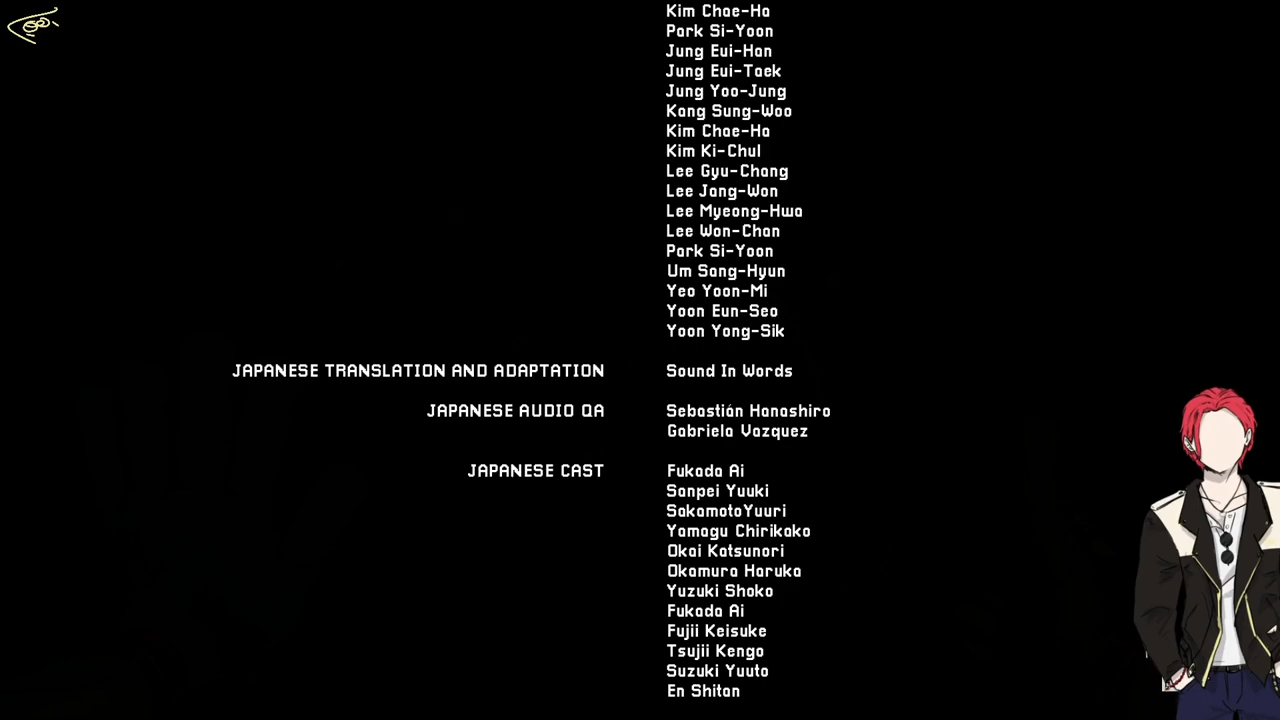 Kim Chae-Ha
Park Si-Yoon
Jung Eui-Han
Jung Eui-Taek
Jung Yoo-Jung
Kang Sung-Woo
Kim Chae-Ha
Kim Ki-Chul
Lee Gyu-Chang
Lee Jang-Won
Lee Myeong-Hwa
Lee Won-Chan
Park Si-Yoon
Um Sang-Hyun
Yeo Yoon-Mi
Yoon Eun-Seo
Yoon Yong-Sik
JAPANESE TRANSLATION AND ADAPTATION Sound In Words
JAPANESE AUDIO QA Sebastián Hanashiro
Gabriela Vazquez
JAPANESE CAST Fukada Ai
Sanpei Yuuki
SakamotoYuuri
Yamagu Chirikako
Okai Katsunori
Okamura Haruka
Yuzuki Shoko
Fukada Ai
Fujii Keisuke
Tsujii Kengo
Suzuki Yuuto
En Shitan